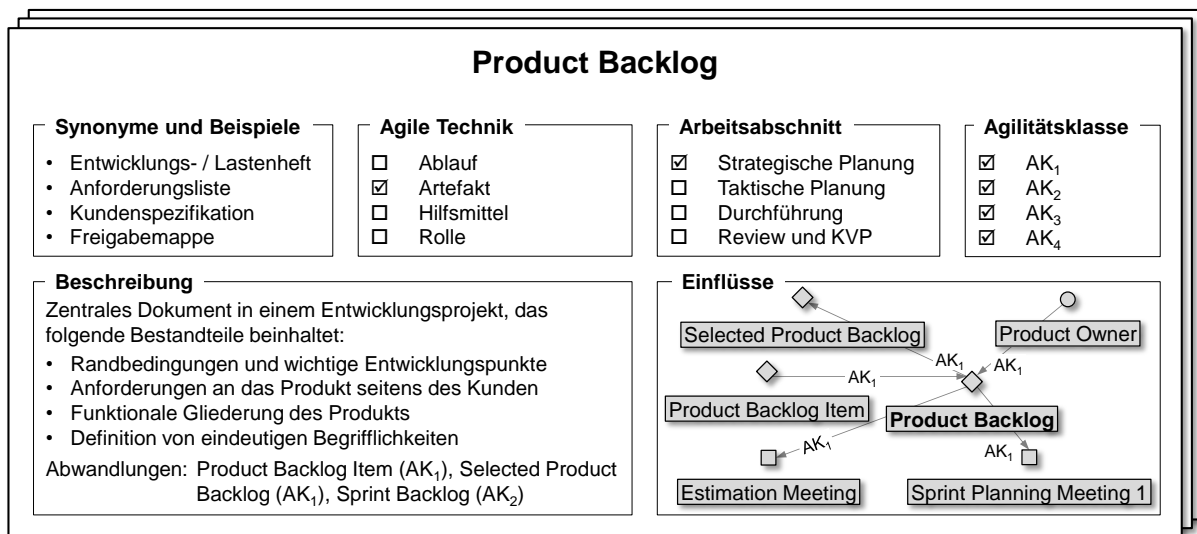 Product Backlog
Synonyme und Beispiele
• Entwicklungs- / Lastenheft
• Anforderungsliste
• Kundenspezifikation
• Freigabemappe
Agile Technik
☐ Ablauf
☑ Artefakt
☐ Hilfsmittel
☐ Rolle
Arbeitsabschnitt
☑ Strategische Planung
☐ Taktische Planung
☐ Durchführung
☐ Review und KVP
Agilitätsklasse
☑ AK₁
☑ AK₂
☑ AK₃
☑ AK₄
Beschreibung
Zentrales Dokument in einem Entwicklungsprojekt, das
folgende Bestandteile beinhaltet:
• Randbedingungen und wichtige Entwicklungspunkte
• Anforderungen an das Produkt seitens des Kunden
• Funktionale Gliederung des Produkts
• Definition von eindeutigen Begrifflichkeiten
Abwandlungen: Product Backlog Item (AK₁), Selected Product
Backlog (AK₁), Sprint Backlog (AK₂)
Einflüsse
Selected Product Backlog
Product Owner
AK₁
AK₁
AK₁
Product Backlog Item
Product Backlog
AK₁
AK₁
Estimation Meeting
Sprint Planning Meeting 1